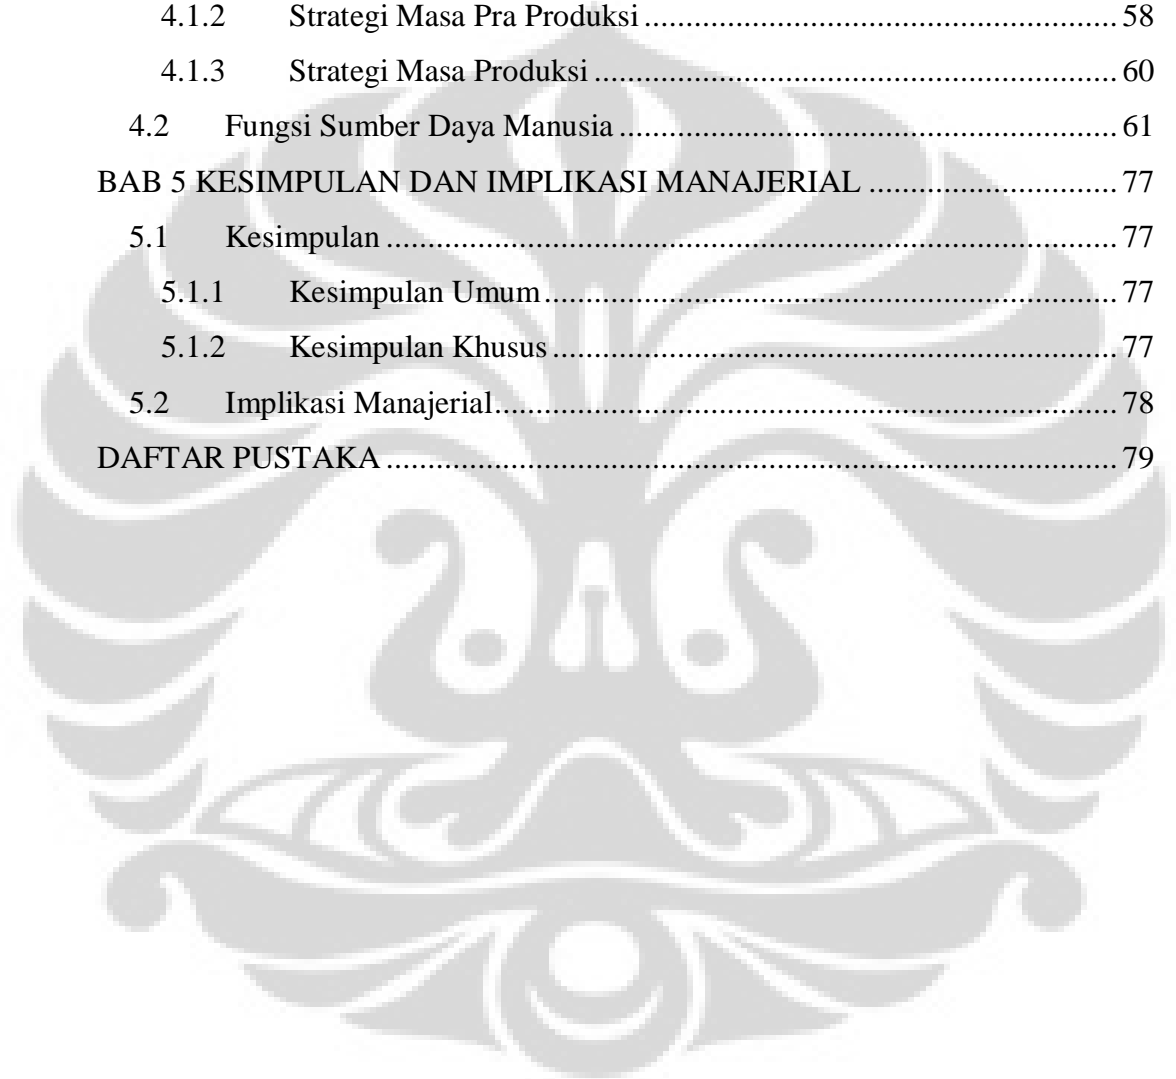 4.1.2 Strategi Masa Pra Produksi ............................................................. 58
4.1.3 Strategi Masa Produksi ................................................................... 60
4.2 Fungsi Sumber Daya Manusia ................................................................ 61
BAB 5 KESIMPULAN DAN IMPLIKASI MANAJERIAL ................................ 77
5.1 Kesimpulan ............................................................................................. 77
5.1.1 Kesimpulan Umum ......................................................................... 77
5.1.2 Kesimpulan Khusus ........................................................................ 77
5.2 Implikasi Manajerial................................................................................ 78
DAFTAR PUSTAKA ............................................................................................. 79